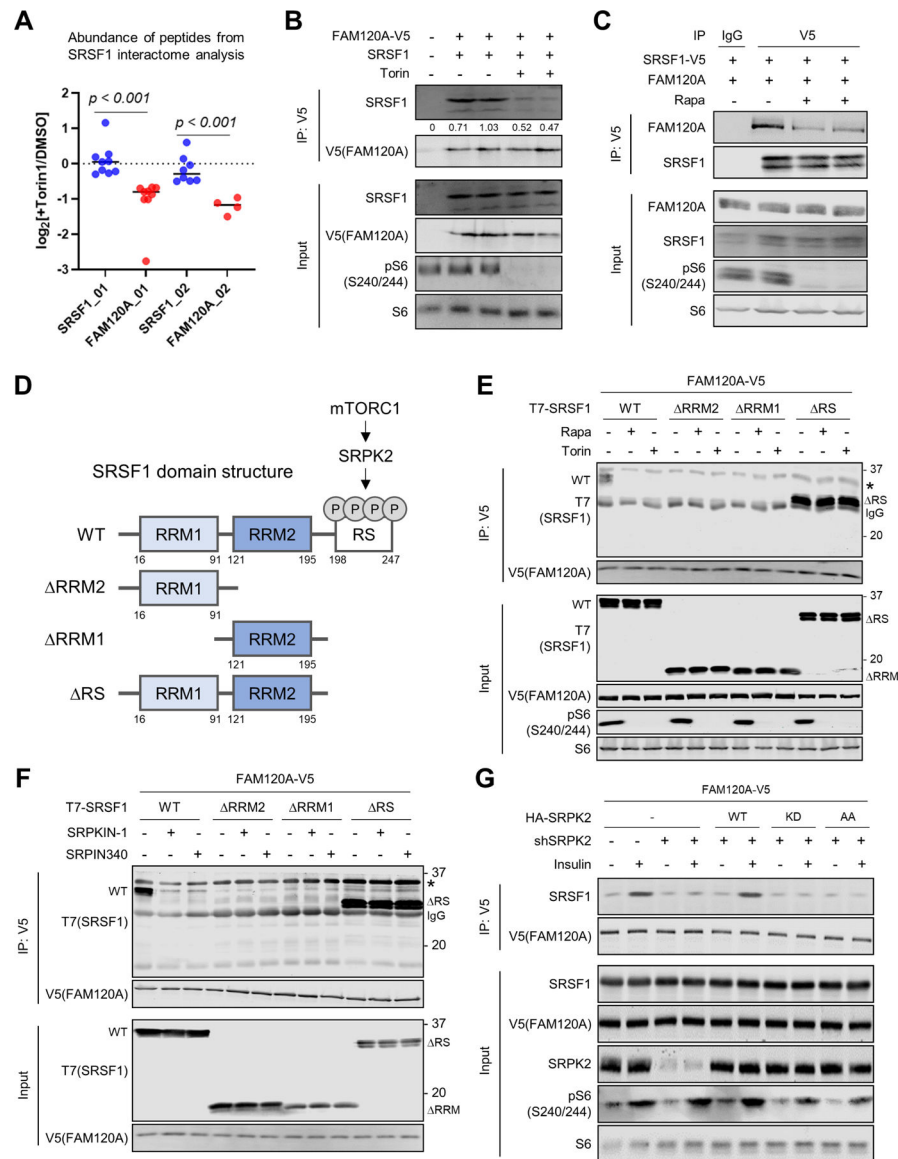 A
Abundance of peptides from
SRSF1 interactome analysis
p < 0.001
p < 0.001
log2[+Torin1/DMSO]
2
1
0
-1
-2
-3
SRSF1_01
FAM120A_01
SRSF1_02
FAM120A_02
B
FAM120A-V5 - + + + +
SRSF1 - + + + +
Torin - - - + +
IP: V5
SRSF1
0 0.71 1.03 0.52 0.47
V5(FAM120A)
Input
SRSF1
V5(FAM120A)
pS6
(S240/244)
S6
C
IP IgG V5
SRSF1-V5 + + + +
FAM120A + + + +
Rapa - - + +
IP: V5
FAM120A
SRSF1
Input
FAM120A
SRSF1
pS6
(S240/244)
S6
D
mTORC1
SRPK2
SRSF1 domain structure
P P P P
WT RRM1 RRM2 RS
16 91 121 195 198 247
ΔRRM2 RRM1
16 91
ΔRRM1 RRM2
121 195
ΔRS RRM1 RRM2
16 91 121 195
E
FAM120A-V5
T7-SRSF1 WT ΔRRM2 ΔRRM1 ΔRS
Rapa - + - - + - - + - - + -
Torin - - + - - + - - + - - +
IP: V5
37
WT
*
T7
(SRSF1)
ΔRS
IgG
20
V5(FAM120A)
Input
WT
37
T7
(SRSF1)
ΔRS
20
ΔRRM
V5(FAM120A)
pS6
(S240/244)
S6
F
FAM120A-V5
T7-SRSF1 WT ΔRRM2 ΔRRM1 ΔRS
SRPKIN-1 - + - - + - - + - - + -
SRPIN340 - - + - - + - - + - - +
IP: V5
37
*
WT
ΔRS
T7(SRSF1)
IgG
20
V5(FAM120A)
Input
WT
37
ΔRS
T7(SRSF1)
20
ΔRRM
V5(FAM120A)
G
FAM120A-V5
HA-SRPK2 - WT KD AA
shSRPK2 - - + + + + + + + +
Insulin - + - + - + - + - +
IP: V5
SRSF1
V5(FAM120A)
Input
SRSF1
V5(FAM120A)
SRPK2
pS6
(S240/244)
S6